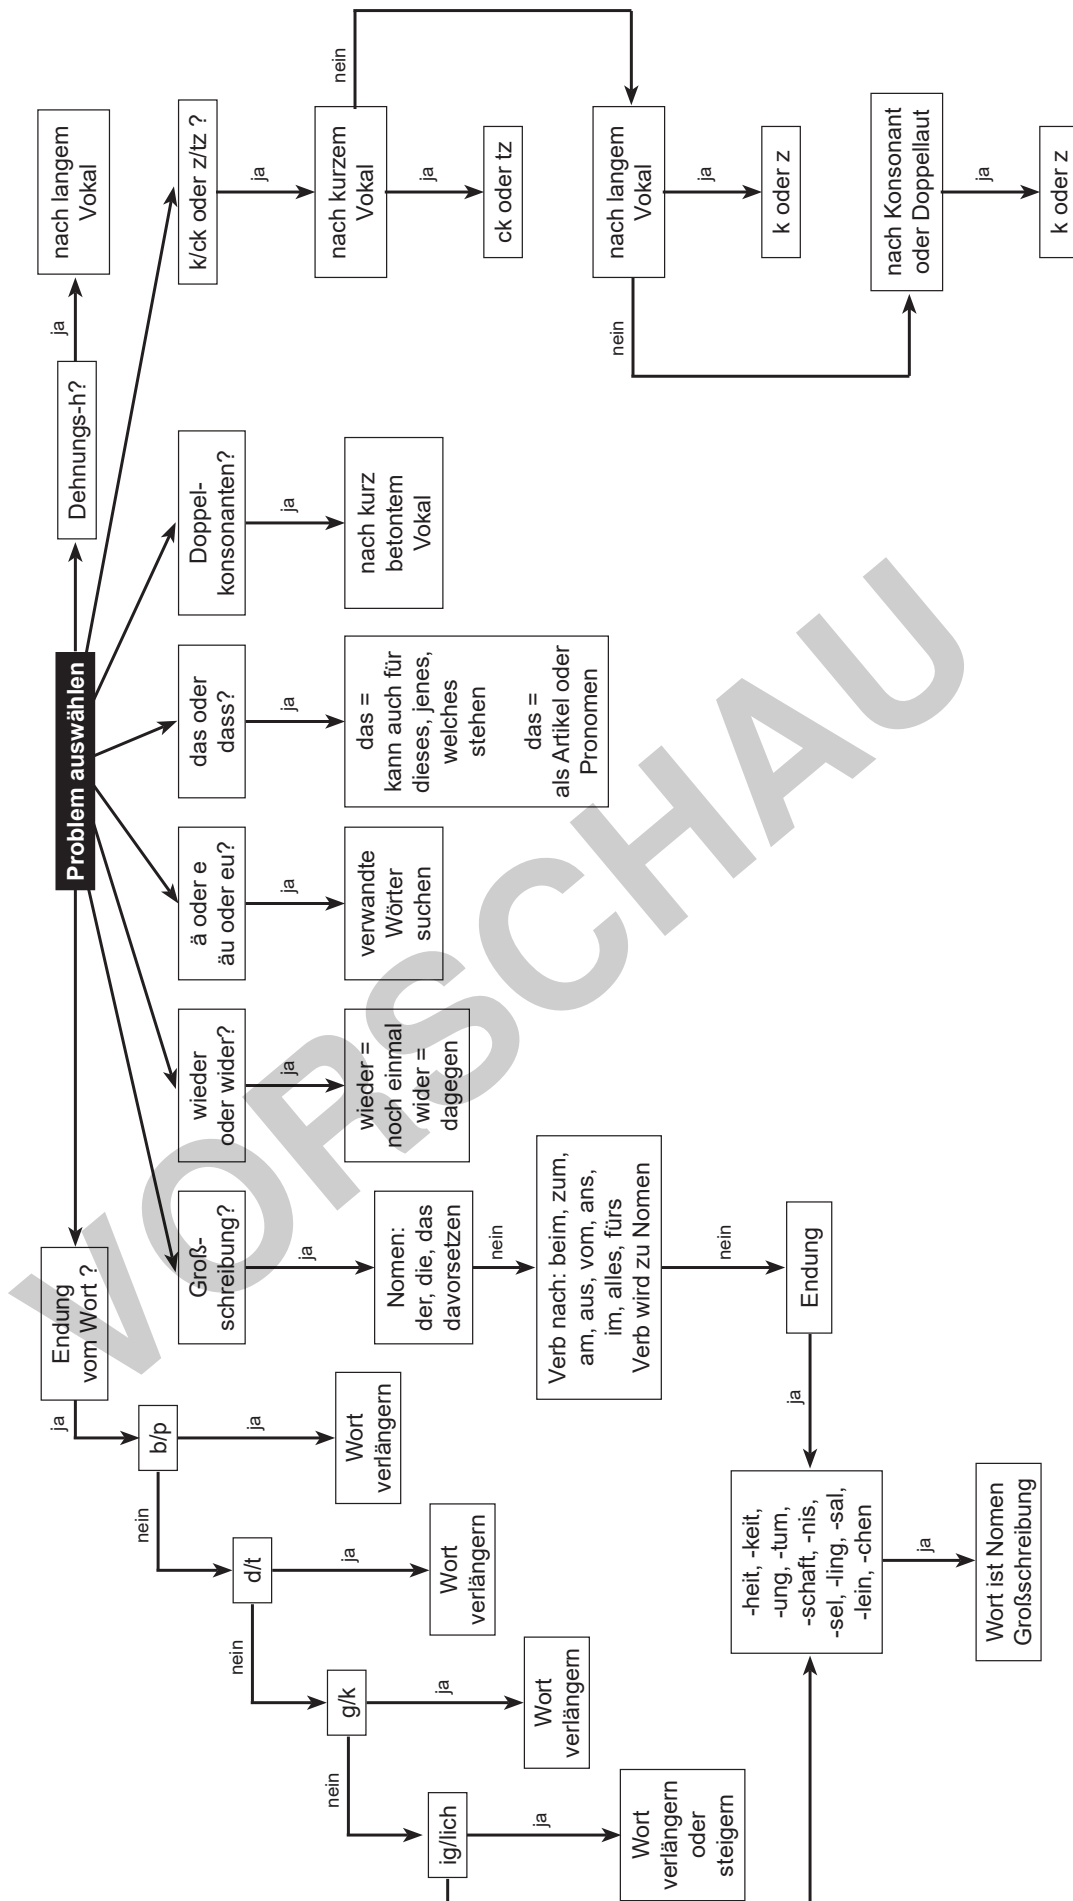 Problem auswählen
Endung
vom Wort ?
ja
b/p
ja
Wort
verlängern
nein
d/t
ja
Wort
verlängern
nein
g/k
ja
Wort
verlängern
nein
ig/lich
ja
Wort
verlängern
oder
steigern
Groß-
schreibung?
ja
Nomen:
der, die, das
davorsetzen
nein
Verb nach: beim, zum,
am, aus, vom, ans,
im, alles, fürs
Verb wird zu Nomen
nein
Endung
ja
-heit, -keit,
-ung, -tum,
-schaft, -nis,
-sel, -ling, -sal,
-lein, -chen
ja
Wort ist Nomen
Großschreibung
wieder
oder wider?
ja
wieder =
noch einmal
wider =
dagegen
ä oder e
äu oder eu?
ja
verwandte
Wörter
suchen
das oder
dass?
ja
das =
kann auch für
dieses, jenes,
welches
stehen
das =
als Artikel oder
Pronomen
Doppel-
konsonanten?
ja
nach kurz
betontem
Vokal
Dehnungs-h?
ja
nach langem
Vokal
k/ck oder z/tz ?
ja
nach kurzem
Vokal
ja
ck oder tz
nein
nach langem
Vokal
ja
k oder z
nein
nach Konsonant
oder Doppellaut
ja
k oder z
VORSCHAU